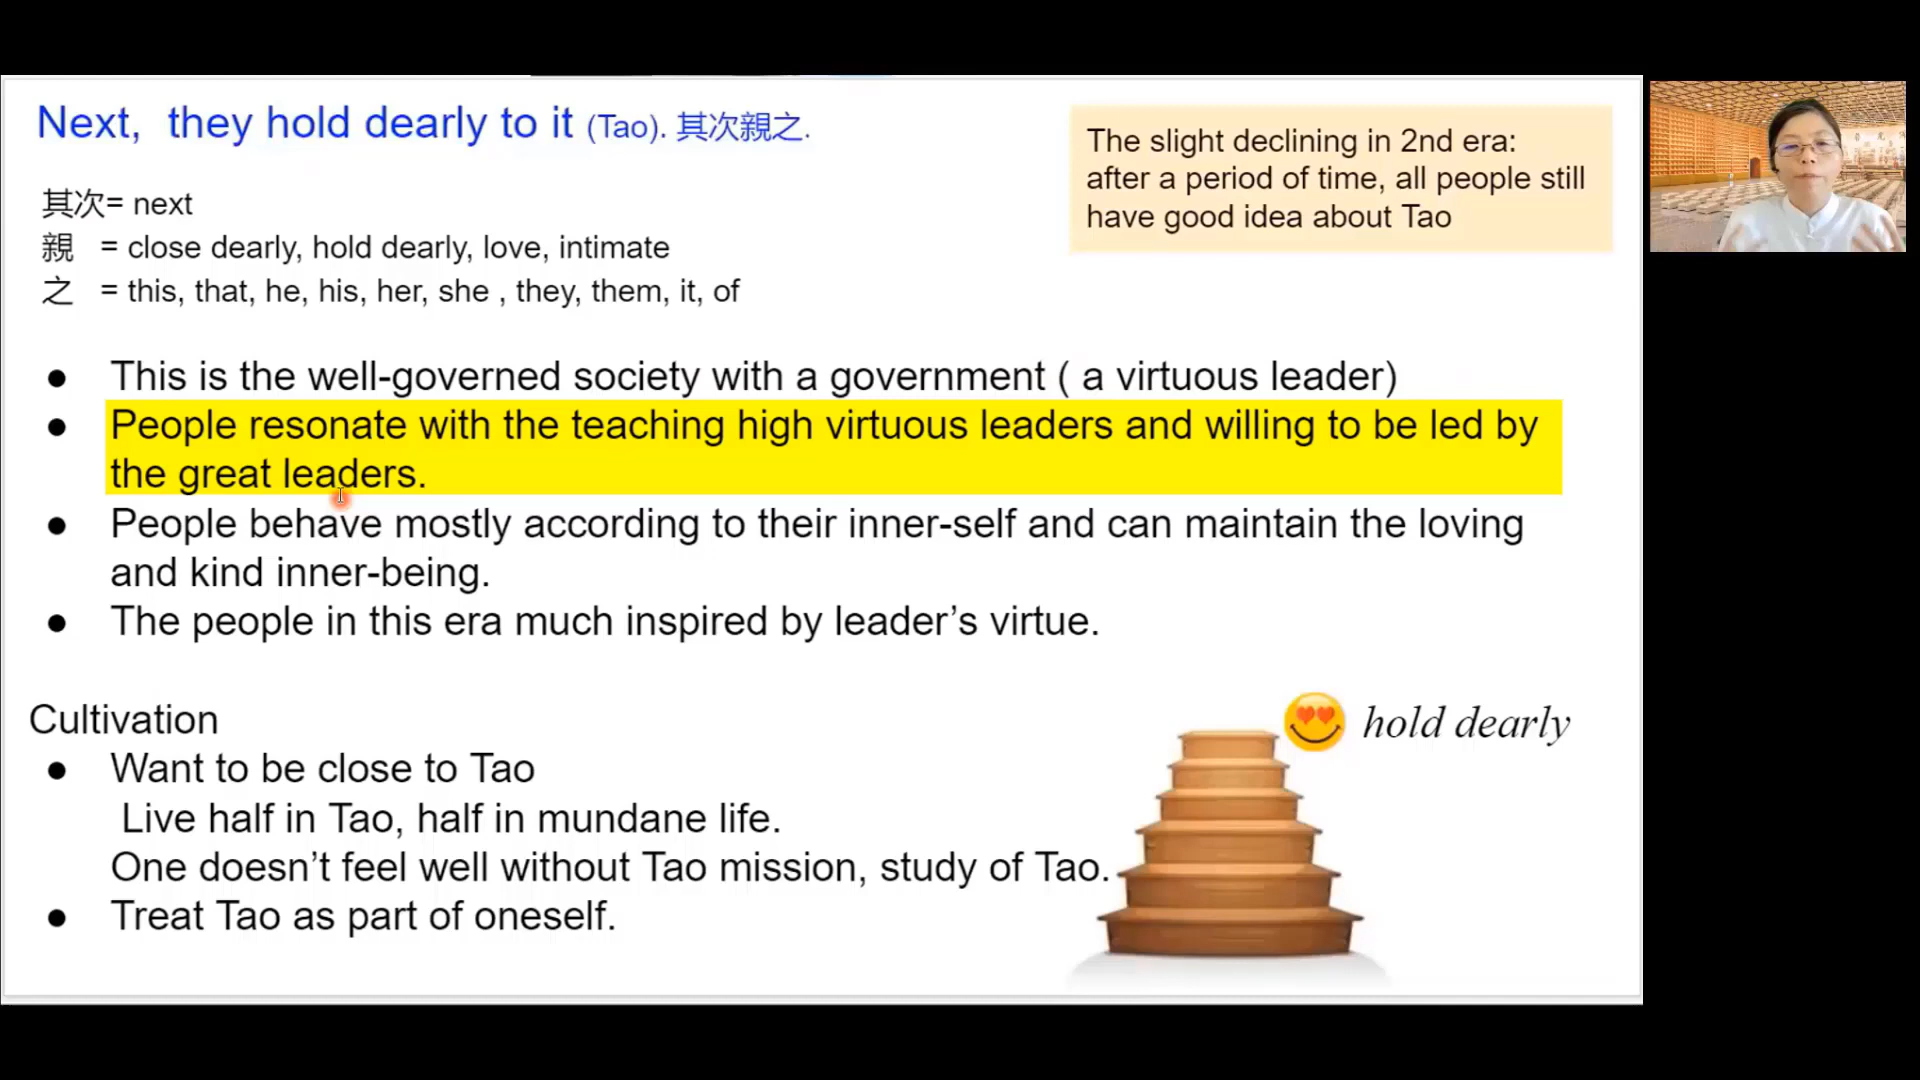 Next, they hold dearly to it (Tao). 其次親之.
The slight declining in 2nd era:
after a period of time, all people still
have good idea about Tao
其次= next
親 = close dearly, hold dearly, love, intimate
之 = this, that, he, his, her, she , they, them, it, of
● This is the well-governed society with a government ( a virtuous leader)
● People resonate with the teaching high virtuous leaders and willing to be led by
the great leaders.
● People behave mostly according to their inner-self and can maintain the loving
and kind inner-being.
● The people in this era much inspired by leader’s virtue.
Cultivation
● Want to be close to Tao
Live half in Tao, half in mundane life.
One doesn’t feel well without Tao mission, study of Tao.
● Treat Tao as part of oneself.
hold dearly